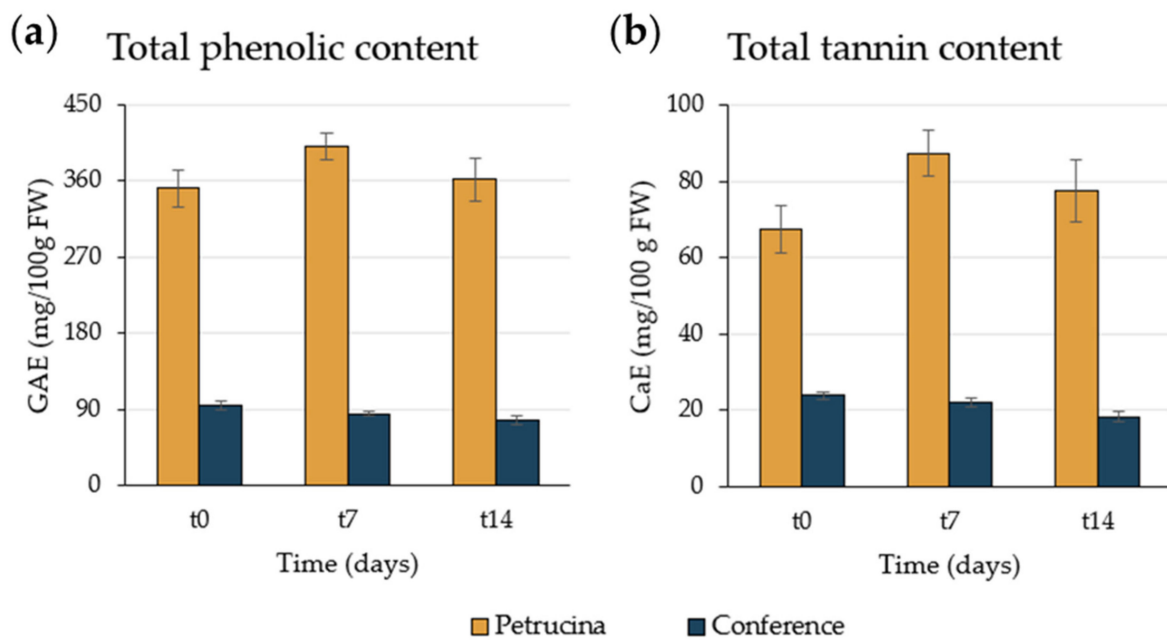 (a) Total phenolic content
450
360
270
180
90
0
GAE (mg/100g FW)
t0 t7 t14
Time (days)
(b) Total tannin content
100
80
60
40
20
0
CaE (mg/100 g FW)
t0 t7 t14
Time (days)
Petrucina Conference